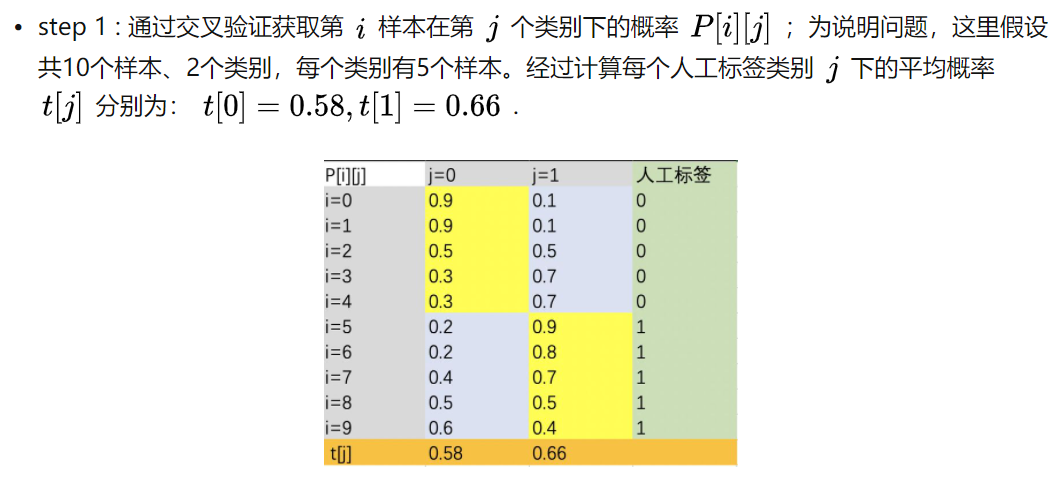 • step 1 : 通过交叉验证获取第 i 样本在第 j 个类别下的概率 P[i][j] ；为说明问题，这里假设
共10个样本、2个类别，每个类别有5个样本。经过计算每个人工标签类别 j 下的平均概率
t[j] 分别为： t[0] = 0.58, t[1] = 0.66 .
P[i][j] j=0 j=1 人工标签
i=0 0.9 0.1 0
i=1 0.9 0.1 0
i=2 0.5 0.5 0
i=3 0.3 0.7 0
i=4 0.3 0.7 0
i=5 0.2 0.9 1
i=6 0.2 0.8 1
i=7 0.4 0.7 1
i=8 0.5 0.5 1
i=9 0.6 0.4 1
t[j] 0.58 0.66